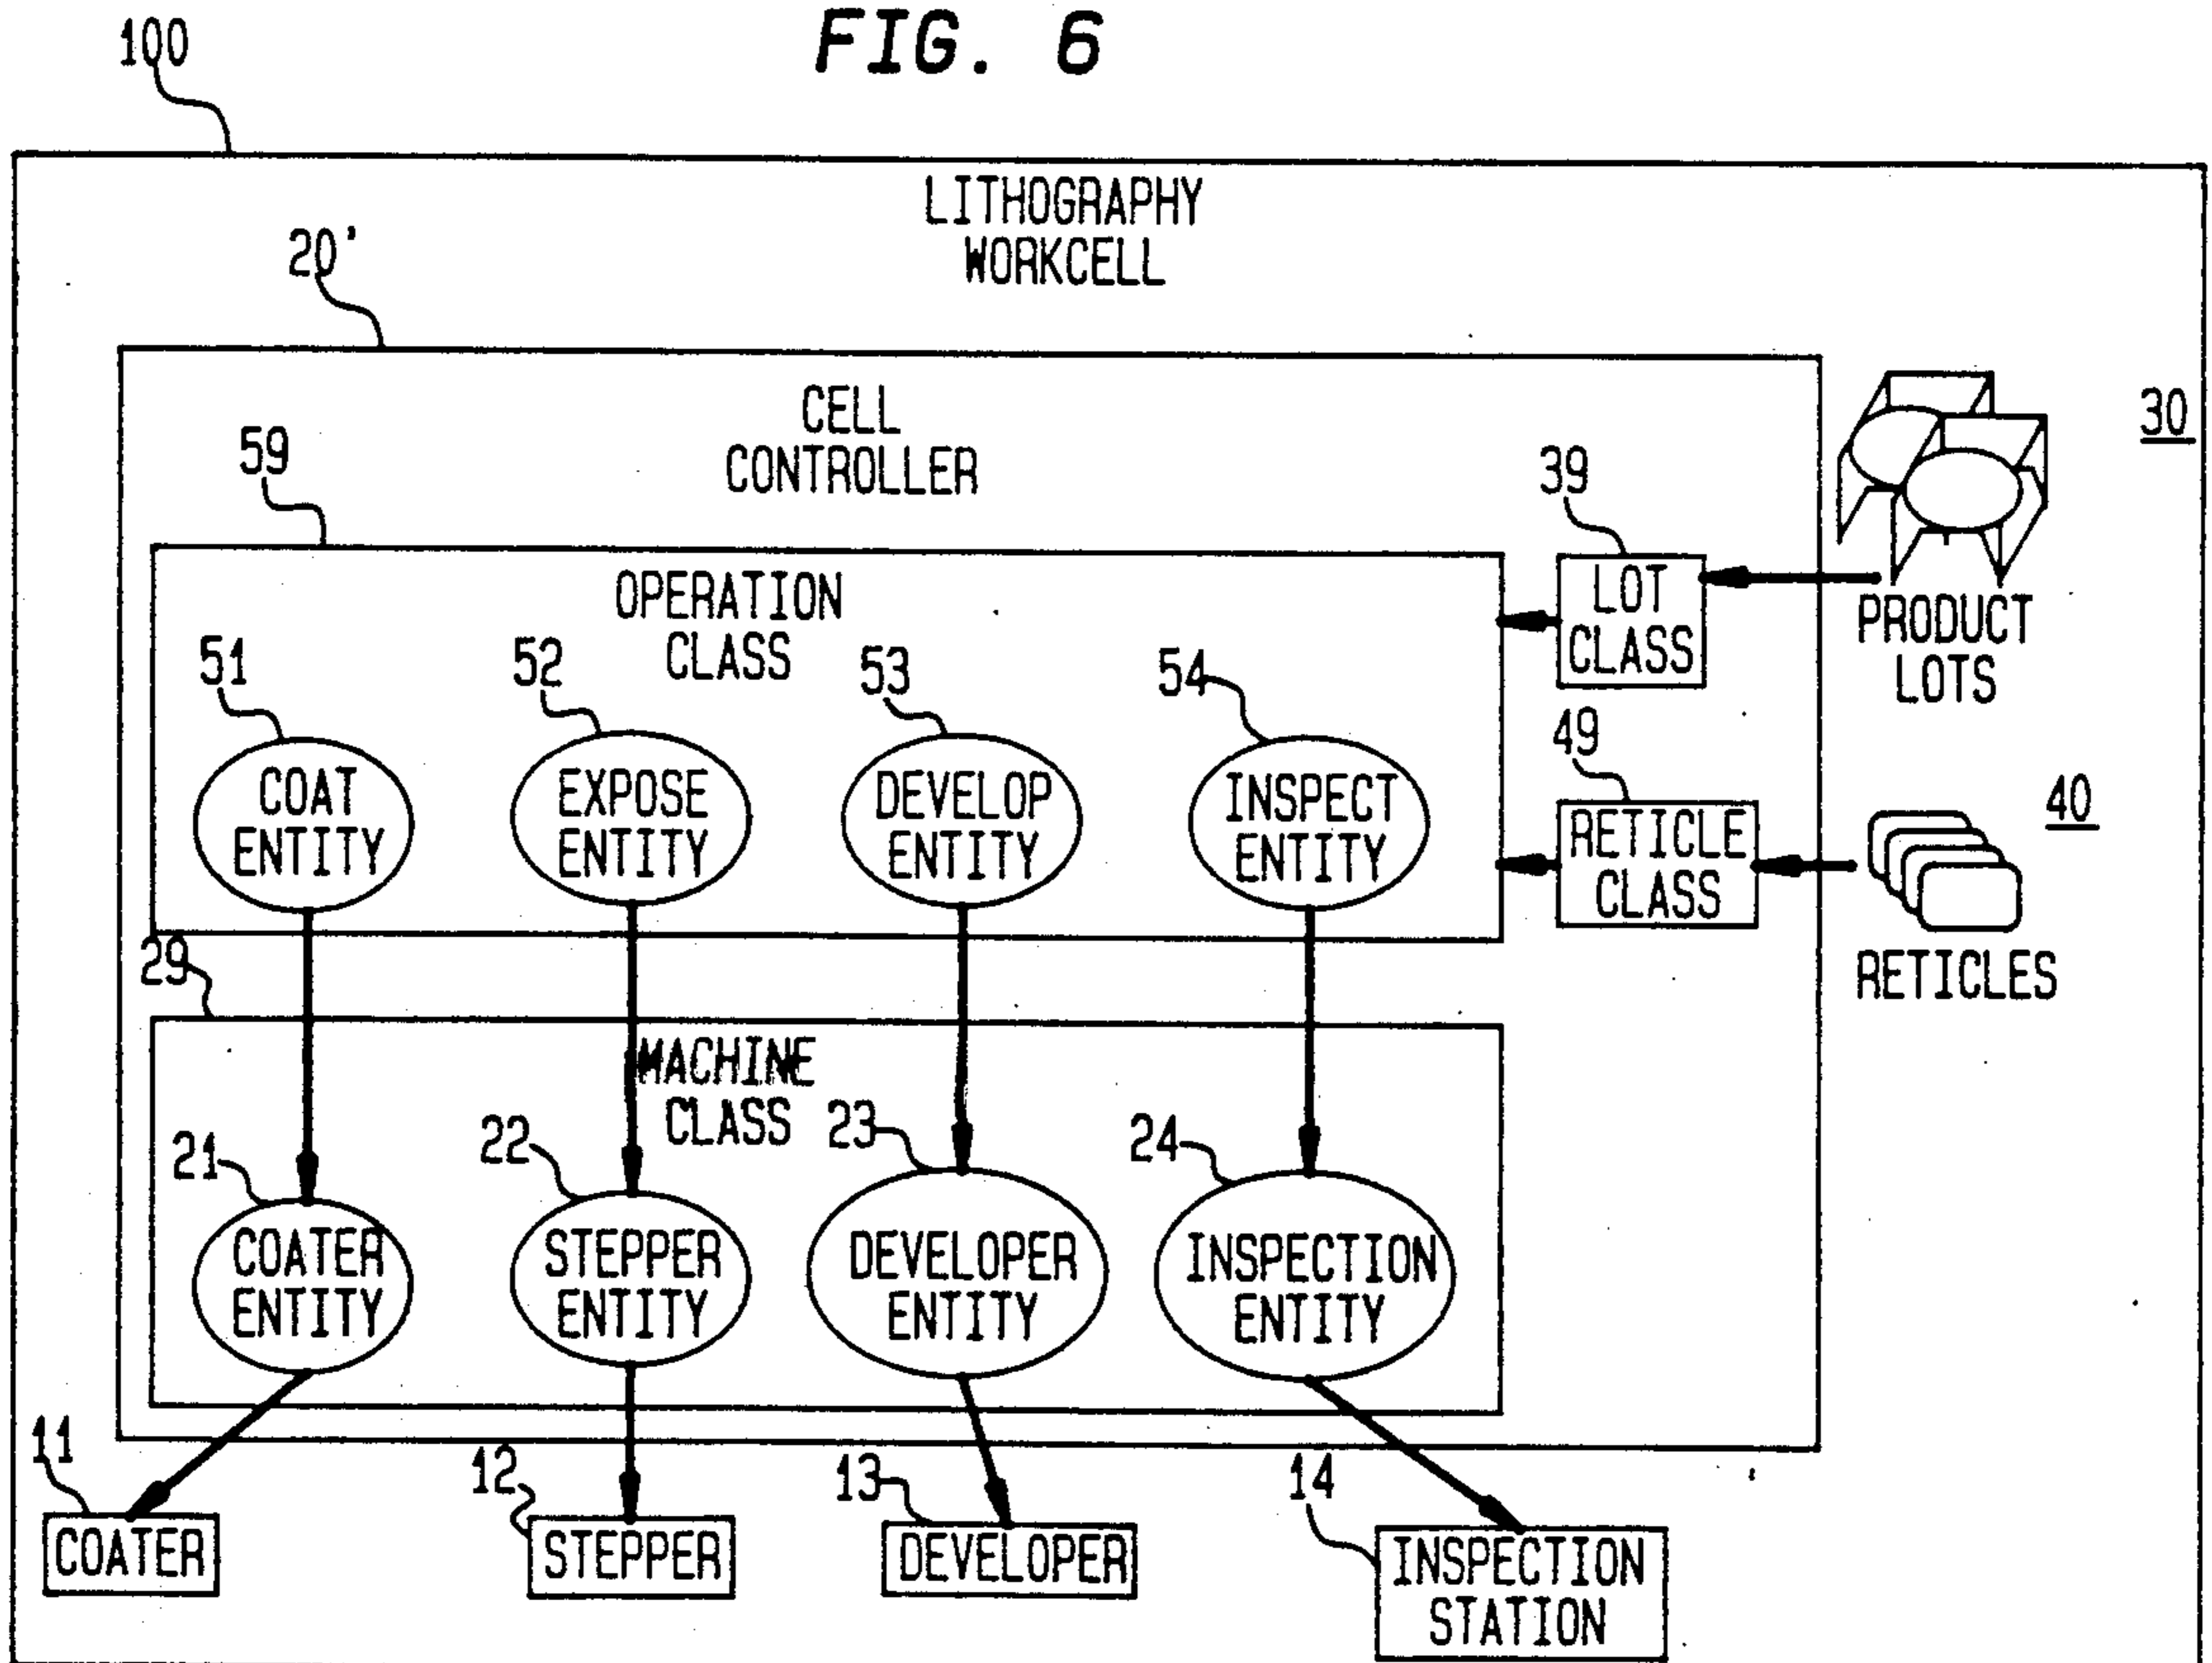 FIG. 6
100
LITHOGRAPHY
WORKCELL
20'
CELL
CONTROLLER
30
59
39
OPERATION
CLASS
LOT
CLASS
PRODUCT
LOTS
51
52
53
54
49
40
COAT
ENTITY
EXPOSE
ENTITY
DEVELOP
ENTITY
INSPECT
ENTITY
RETICLE
CLASS
RETICLES
29
MACHINE
CLASS
21
22
23
24
COATER
ENTITY
STEPPER
ENTITY
DEVELOPER
ENTITY
INSPECTION
ENTITY
11
12
13
14
COATER
STEPPER
DEVELOPER
INSPECTION
STATION